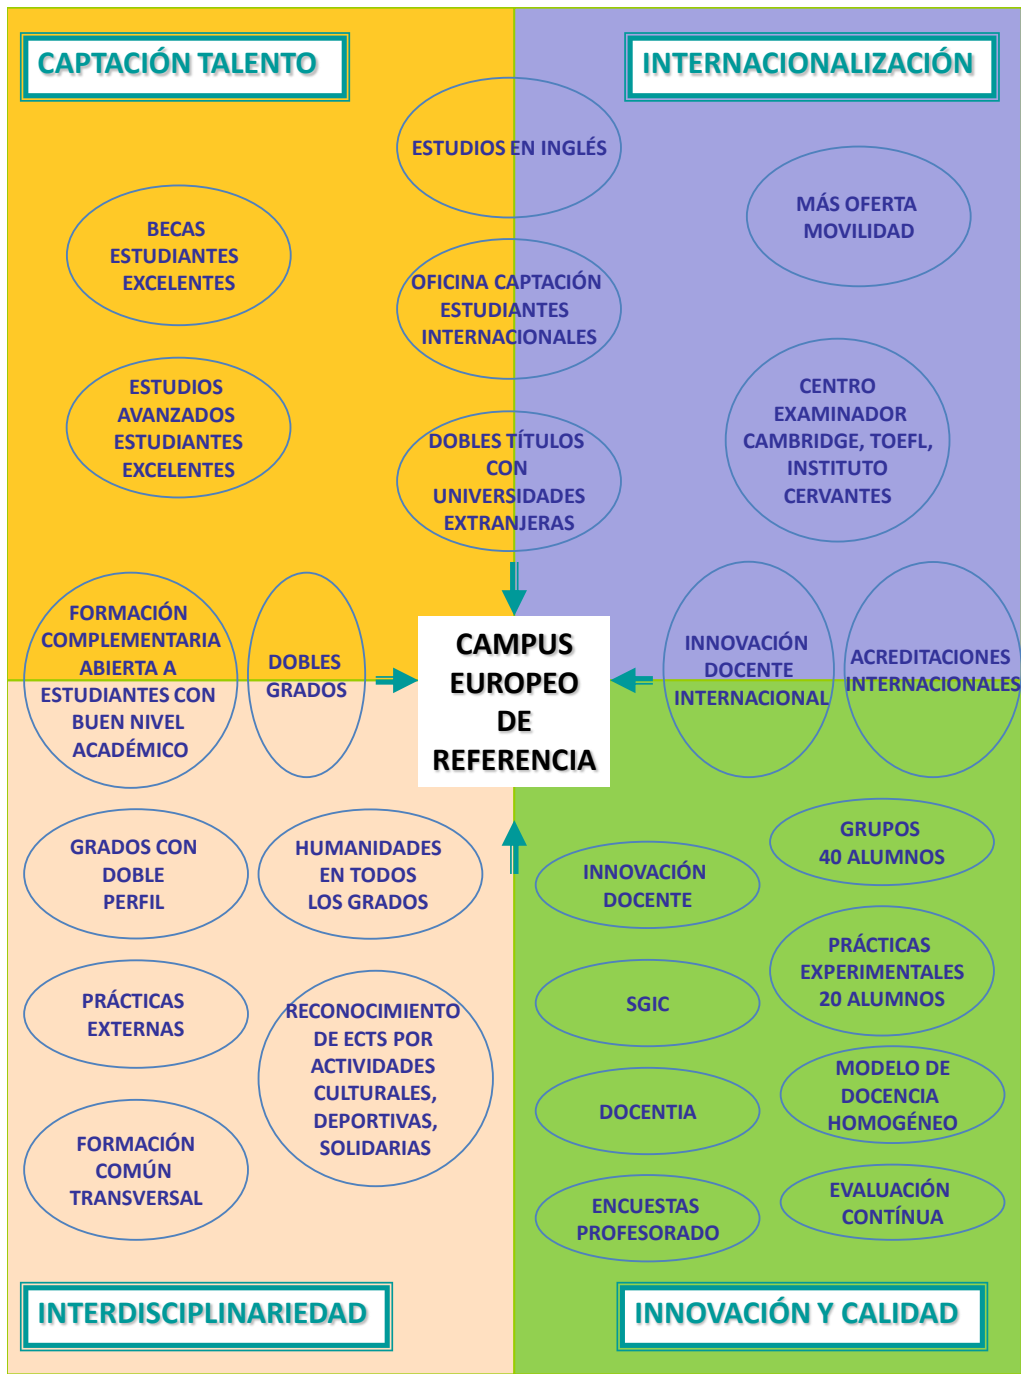 CAPTACIÓN TALENTO
INTERNACIONALIZACIÓN
ESTUDIOS EN INGLÉS
BECAS
ESTUDIANTES
EXCELENTES
OFICINA CAPTACIÓN
ESTUDIANTES
INTERNACIONALES
MÁS OFERTA
MOVILIDAD
ESTUDIOS
AVANZADOS
ESTUDIANTES
EXCELENTES
DOBLES TÍTULOS
CON
UNIVERSIDADES
EXTRANJERAS
CENTRO
EXAMINADOR
CAMBRIDGE, TOEFL,
INSTITUTO
CERVANTES
FORMACIÓN
COMPLEMENTARIA
ABIERTA A
ESTUDIANTES CON
BUEN NIVEL
ACADÉMICO
DOBLES
GRADOS
CAMPUS
EUROPEO
DE
REFERENCIA
INNOVACIÓN
DOCENTE
INTERNACIONAL
ACREDITACIONES
INTERNACIONALES
GRADOS CON
DOBLE
PERFIL
HUMANIDADES
EN TODOS
LOS GRADOS
INNOVACIÓN
DOCENTE
GRUPOS
40 ALUMNOS
PRÁCTICAS
EXTERNAS
RECONOCIMIENTO
DE ECTS POR
ACTIVIDADES
CULTURALES,
DEPORTIVAS,
SOLIDARIAS
SGIC
PRÁCTICAS
EXPERIMENTALES
20 ALUMNOS
FORMACIÓN
COMÚN
TRANSVERSAL
DOCENTIA
MODELO DE
DOCENCIA
HOMOGÉNEO
ENCUESTAS
PROFESORADO
EVALUACIÓN
CONTÍNUA
INTERDISCIPLINARIEDAD
INNOVACIÓN Y CALIDAD